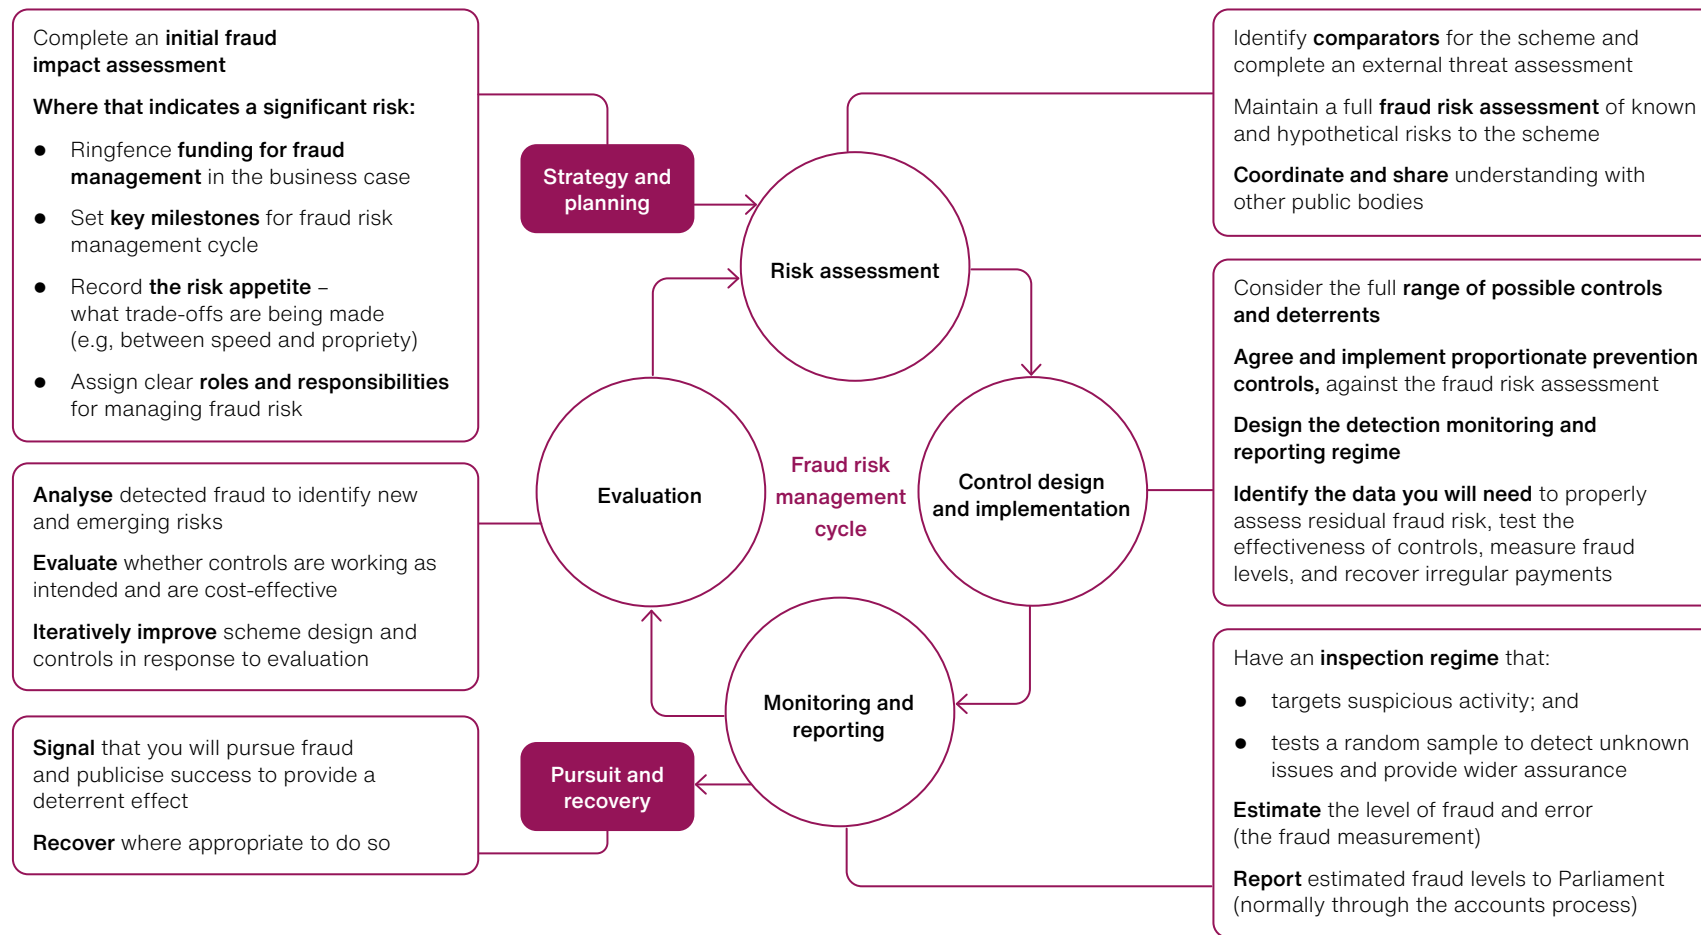 Complete an initial fraud
impact assessment
Where that indicates a significant risk:
● Ringfence funding for fraud
management in the business case
● Set key milestones for fraud risk
management cycle
● Record the risk appetite –
what trade-offs are being made
(e.g, between speed and propriety)
● Assign clear roles and responsibilities
for managing fraud risk
Strategy and
planning
Identify comparators for the scheme and
complete an external threat assessment
Maintain a full fraud risk assessment of known
and hypothetical risks to the scheme
Coordinate and share understanding with
other public bodies
Risk assessment
Consider the full range of possible controls
and deterrents
Agree and implement proportionate prevention
controls, against the fraud risk assessment
Design the detection monitoring and
reporting regime
Identify the data you will need to properly
assess residual fraud risk, test the
effectiveness of controls, measure fraud
levels, and recover irregular payments
Control design
and implementation
Fraud risk
management
cycle
Evaluation
Analyse detected fraud to identify new
and emerging risks
Evaluate whether controls are working as
intended and are cost-effective
Iteratively improve scheme design and
controls in response to evaluation
Monitoring and
reporting
Have an inspection regime that:
● targets suspicious activity; and
● tests a random sample to detect unknown
issues and provide wider assurance
Estimate the level of fraud and error
(the fraud measurement)
Report estimated fraud levels to Parliament
(normally through the accounts process)
Pursuit and
recovery
Signal that you will pursue fraud
and publicise success to provide a
deterrent effect
Recover where appropriate to do so